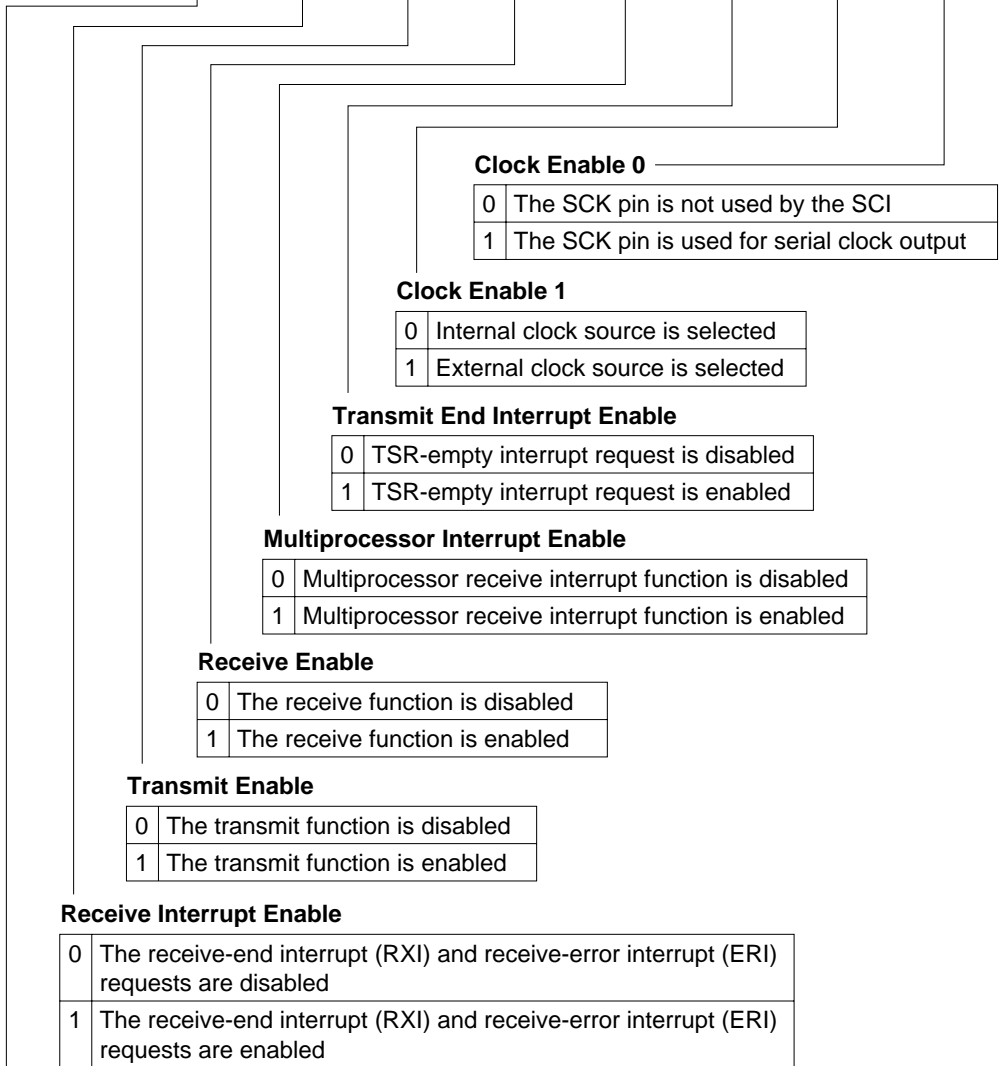 Clock Enable 0
0 The SCK pin is not used by the SCI
1 The SCK pin is used for serial clock output
Clock Enable 1
0 Internal clock source is selected
1 External clock source is selected
Transmit End Interrupt Enable
0 TSR-empty interrupt request is disabled
1 TSR-empty interrupt request is enabled
Multiprocessor Interrupt Enable
0 Multiprocessor receive interrupt function is disabled
1 Multiprocessor receive interrupt function is enabled
Receive Enable
0 The receive function is disabled
1 The receive function is enabled
Transmit Enable
0 The transmit function is disabled
1 The transmit function is enabled
Receive Interrupt Enable
0 The receive-end interrupt (RXI) and receive-error interrupt (ERI)
requests are disabled
1 The receive-end interrupt (RXI) and receive-error interrupt (ERI)
requests are enabled